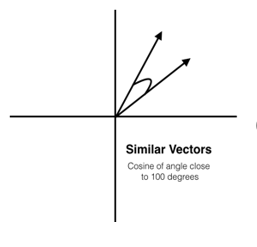 Similar Vectors
Cosine of angle close
to 100 degrees